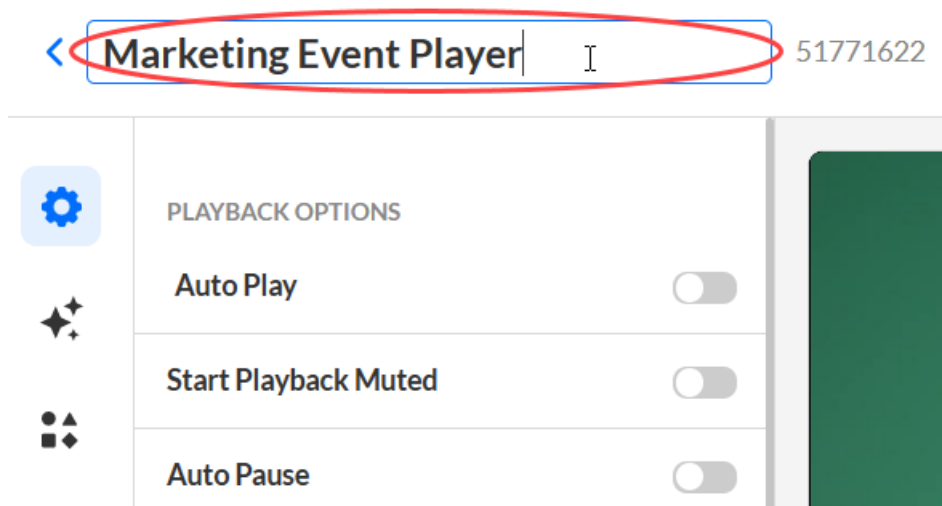 Marketing Event Player
51771622
PLAYBACK OPTIONS
Auto Play
Start Playback Muted
Auto Pause